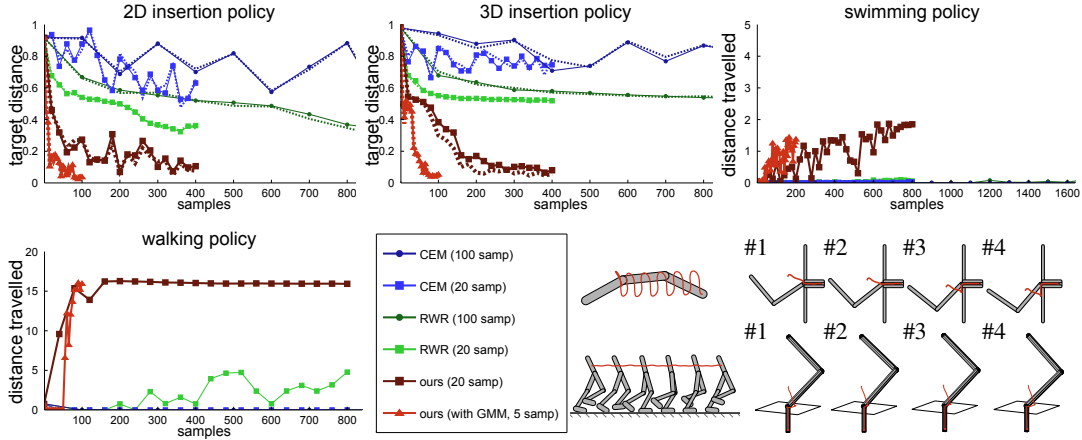 2D insertion policy
target distance
1
0.8
0.6
0.4
0.2
0
100 200 300 400 500 600 700 800
samples
3D insertion policy
target distance
1
0.8
0.6
0.4
0.2
0
100 200 300 400 500 600 700 800
samples
swimming policy
distance travelled
5
4
3
2
1
0
200 400 600 800 1000 1200 1400 1600
samples
walking policy
distance travelled
20
15
10
5
0
100 200 300 400 500 600 700 800
samples
CEM (100 samp)
CEM (20 samp)
RWR (100 samp)
RWR (20 samp)
ours (20 samp)
ours (with GMM, 5 samp)
#1 #2 #3 #4
#1 #2 #3 #4